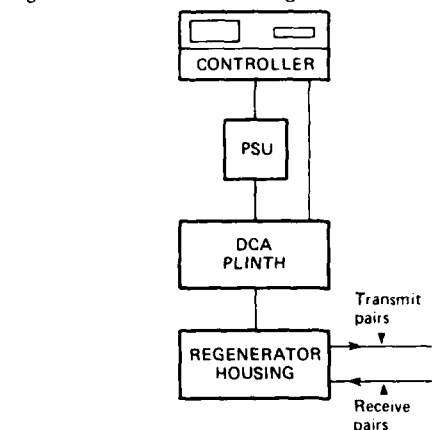 CONTROLLER
PSU
DCA
PLINTH
Transmit
pairs
REGENERATOR
HOUSING
Receive
pairs